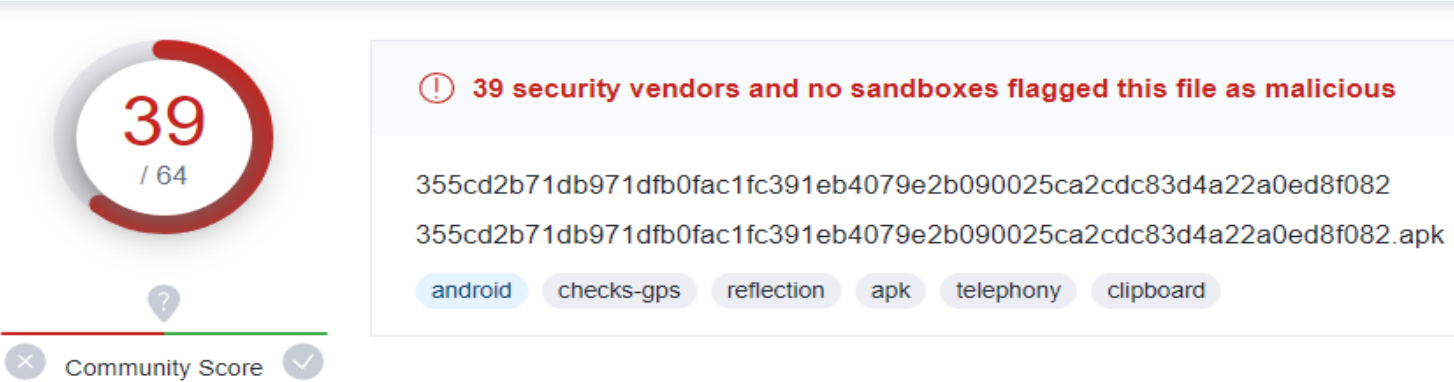 39
/ 64
?
Community Score
39 security vendors and no sandboxes flagged this file as malicious
355cd2b71db971dfb0fac1fc391eb4079e2b090025ca2cdc83d4a22a0ed8f082
355cd2b71db971dfb0fac1fc391eb4079e2b090025ca2cdc83d4a22a0ed8f082.apk
android checks-gps reflection apk telephony clipboard